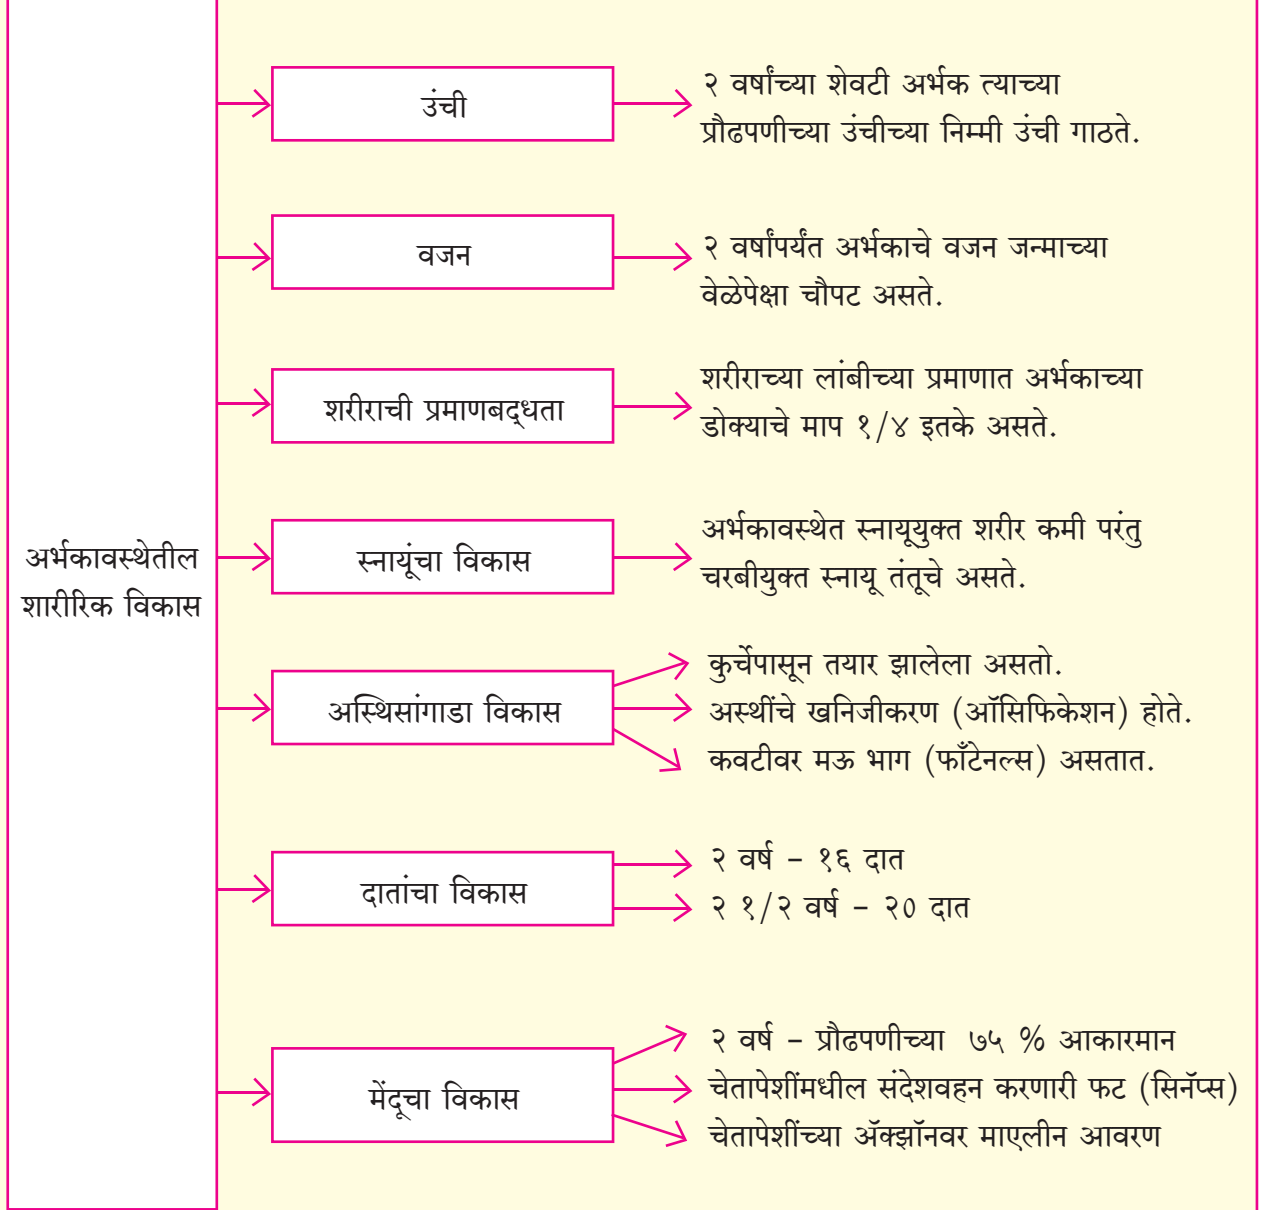 अर्भकावस्थेतील
शारीरिक विकास
उंची
२ वर्षांच्या शेवटी अर्भक त्याच्या
प्रौढपणीच्या उंचीच्या निम्मी उंची गाठते.
वजन
२ वर्षांपर्यंत अर्भकाचे वजन जन्माच्या
वेळेपेक्षा चौपट असते.
शरीराची प्रमाणबद्धता
शरीराच्या लांबीच्या प्रमाणात अर्भकाच्या
डोक्याचे माप १/४ इतके असते.
स्नायूंचा विकास
अर्भकावस्थेत स्नायूयुक्त शरीर कमी परंतु
चरबीयुक्त स्नायू तंतूचे असते.
अस्थिसांगाडा विकास
कुर्चेपासून तयार झालेला असतो.
अस्थींचे खनिजीकरण (ऑसिफिकेशन) होते.
कवटीवर मऊ भाग (फाँटेनल्स) असतात.
दातांचा विकास
२ वर्ष – १६ दात
२ १/२ वर्ष – २० दात
मेंदूचा विकास
२ वर्ष – प्रौढपणीच्या ७५ % आकारमान
चेतापेशींमधील संदेशवहन करणारी फट (सिनॅप्स)
चेतापेशींच्या ॲक्झॉनवर माएलीन आवरण